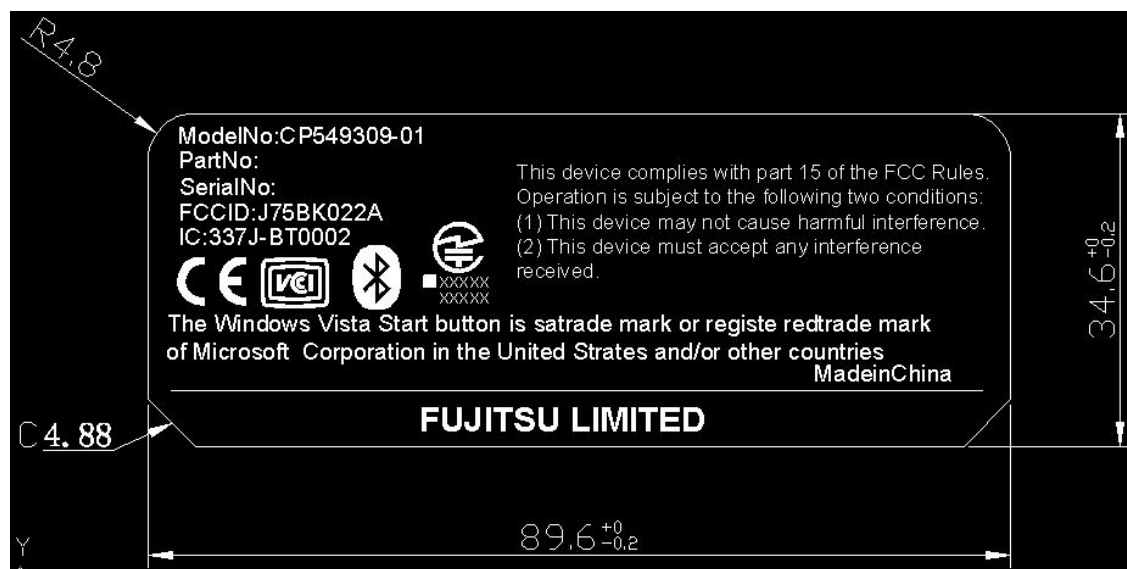 R4.8
ModelNo:CP549309-01
PartNo:
SerialNo:
FCCID:J75BK022A
IC:337J-BT0002
CE VCI
XXXXX
XXXXX
This device complies with part 15 of the FCC Rules.
Operation is subject to the following two conditions:
(1) This device may not cause harmful interference.
(2) This device must accept any interference
received.
The Windows Vista Start button is satrade mark or registe redtrade mark
of Microsoft Corporation in the United Strates and/or other countries
MadeinChina
FUJITSU LIMITED
C4.88
89.6 +0 -0.2
34.6 +0 -0.2
Y